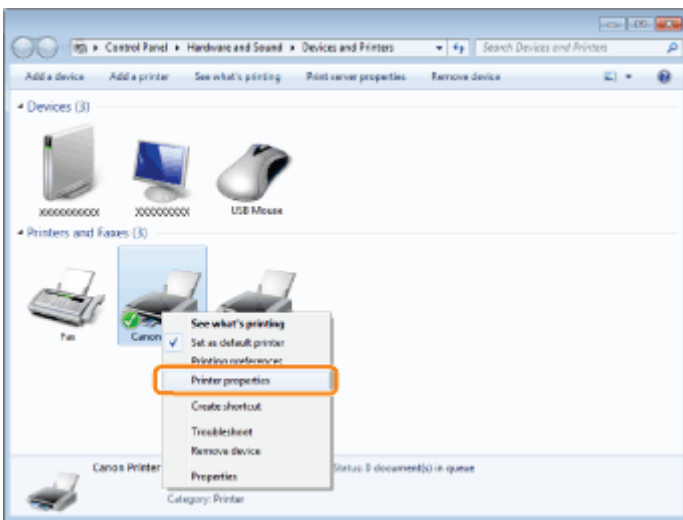 Control Panel ▸ Hardware and Sound ▸ Devices and Printers
Search Devices and Printers
Add a device Add a printer See what's printing Print server properties Remove device
Devices (3)
XXXXXXXXXX XXXXXXXXX USB Mouse
Printers and Faxes (3)
Fax Canon
See what's printing
Set as default printer
Printing preferences
Printer properties
Create shortcut
Troubleshoot
Remove device
Properties
Canon Printer
Status: 0 document(s) in queue
Category: Printer